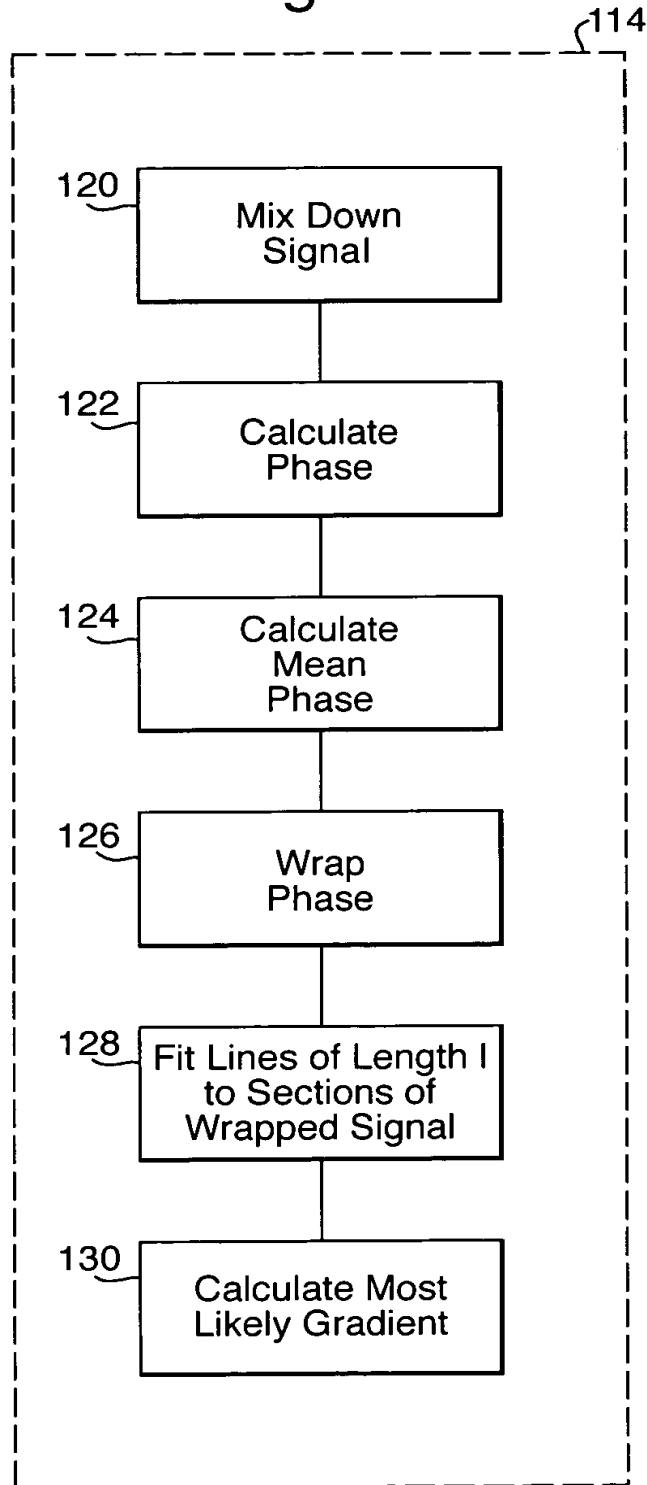 114
120
Mix Down
Signal
122
Calculate
Phase
124
Calculate
Mean
Phase
126
Wrap
Phase
128
Fit Lines of Length l
to Sections of
Wrapped Signal
130
Calculate Most
Likely Gradient